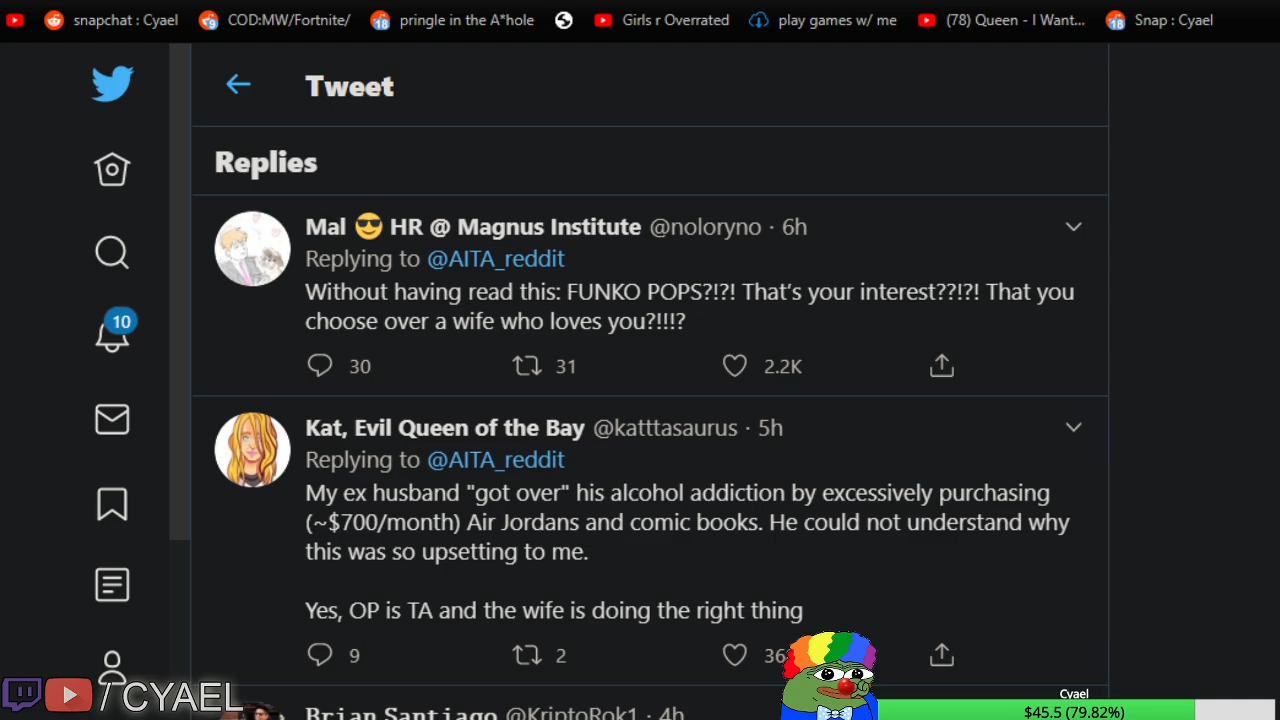 snapchat : Cyael
COD:MW/Fortnite/
pringle in the A*hole
Girls r Overrated
play games w/ me
(78) Queen - I Want...
Snap : Cyael
Tweet
Replies
Mal 😎 HR @ Magnus Institute @noloryno · 6h
Replying to @AITA_reddit
Without having read this: FUNKO POPS?!?! That's your interest??!?! That you
choose over a wife who loves you?!!!?
30 31 2.2K
10
Kat, Evil Queen of the Bay @katttasaurus · 5h
Replying to @AITA_reddit
My ex husband "got over" his alcohol addiction by excessively purchasing
(~$700/month) Air Jordans and comic books. He could not understand why
this was so upsetting to me.
Yes, OP is TA and the wife is doing the right thing
9 2
Brian Santiago @KriptoRok1 · 4h
/ CYAEL
Cyael
$45.5 (79.82%)